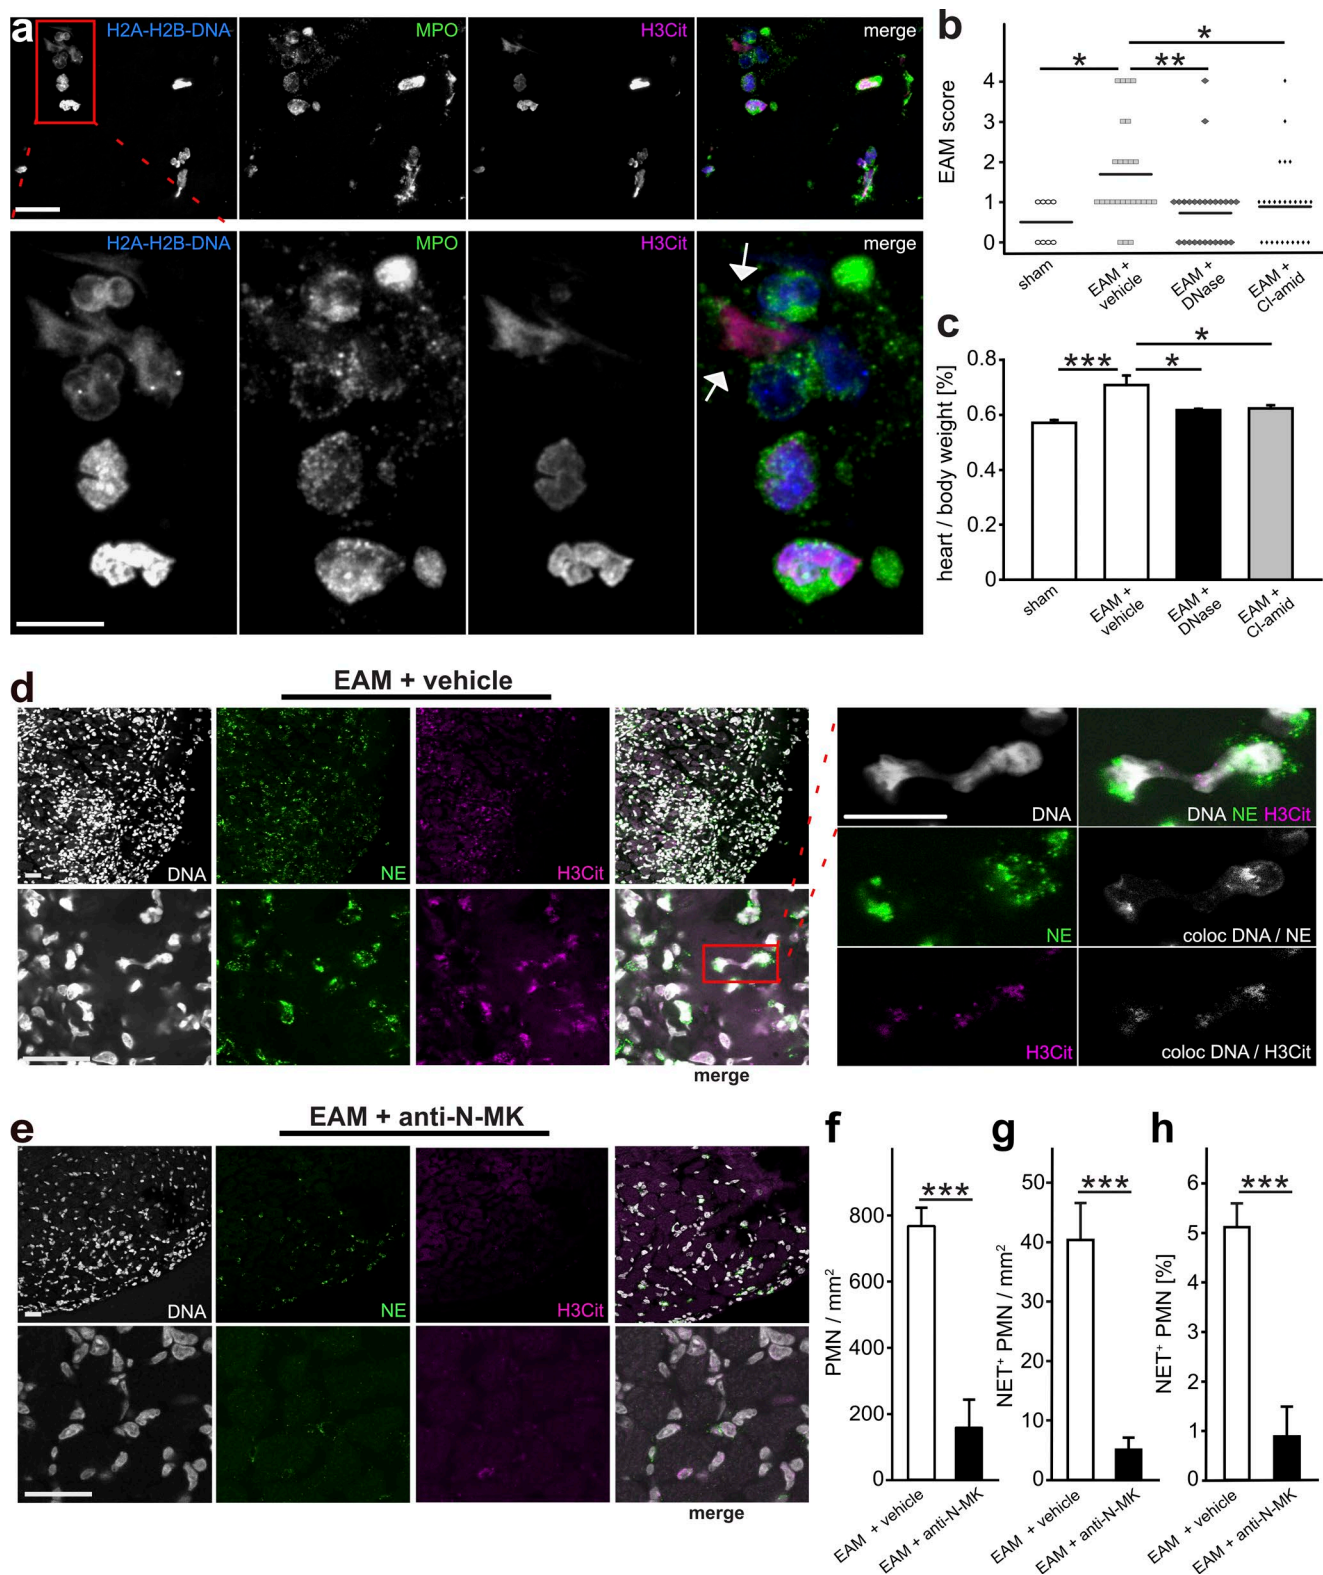 a
H2A-H2B-DNA
MPO
H3Cit
merge
H2A-H2B-DNA
MPO
H3Cit
merge
b
EAM score
4
3
2
1
0
*
**
*
sham
EAM +
vehicle
EAM +
DNase
EAM +
Cl-amid
c
heart / body weight [%]
0.8
0.6
0.4
0.2
0
***
*
*
sham
EAM +
vehicle
EAM +
DNase
EAM +
Cl-amid
d
EAM + vehicle
DNA
NE
H3Cit
merge
DNA
DNA NE H3Cit
NE
coloc DNA / NE
H3Cit
coloc DNA / H3Cit
e
EAM + anti-N-MK
DNA
NE
H3Cit
merge
f
PMN / mm²
800
600
400
200
0
***
EAM + vehicle
EAM + anti-N-MK
g
NET⁺ PMN / mm²
50
40
30
20
10
0
***
EAM + vehicle
EAM + anti-N-MK
h
NET⁺ PMN [%]
6
5
4
3
2
1
0
***
EAM + vehicle
EAM + anti-N-MK